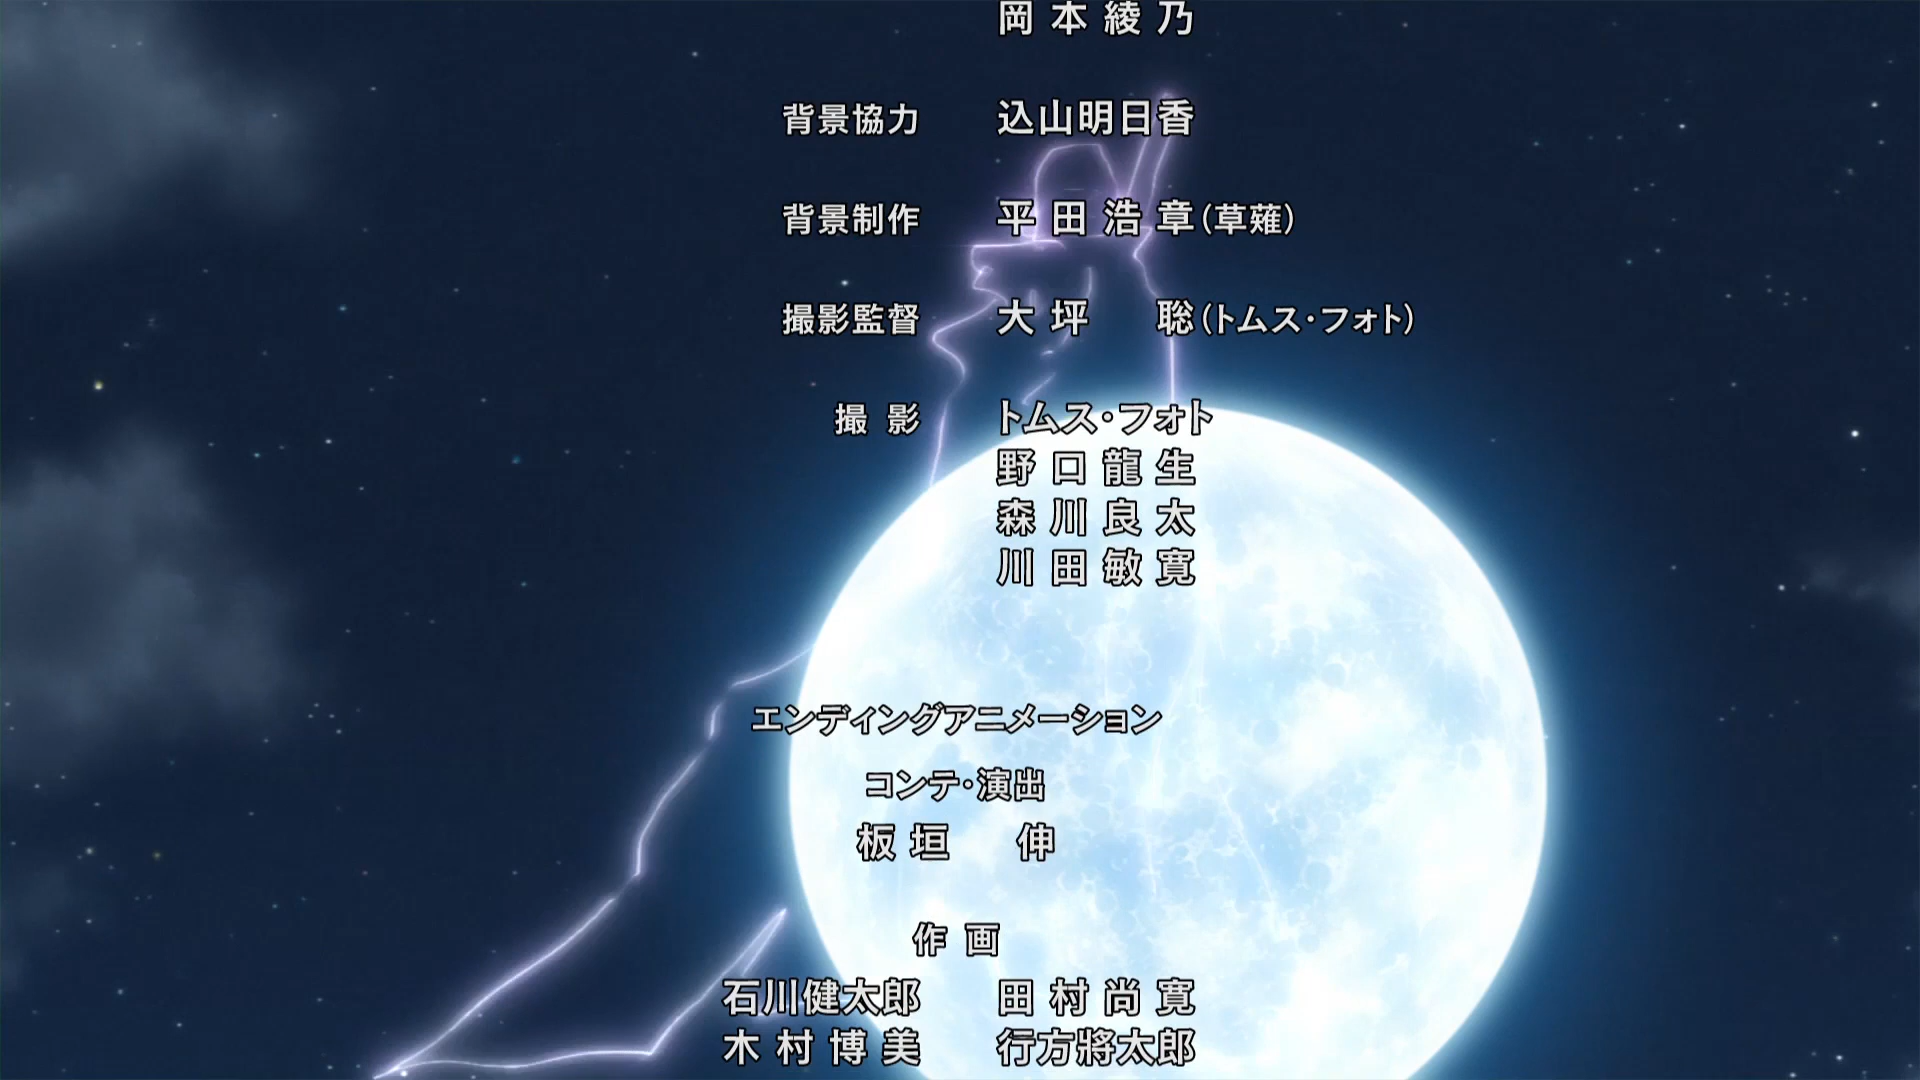 岡本綾乃
背景協力 込山明日香
背景制作 平田浩章(草薙)
撮影監督 大坪 聡(トムス・フォト)
撮影 トムス・フォト
野口龍生
森川良太
川田敏寛
エンディングアニメーション
コンテ・演出
板垣 伸
作画
石川健太郎 田村尚寛
木村博美 行方將太郎